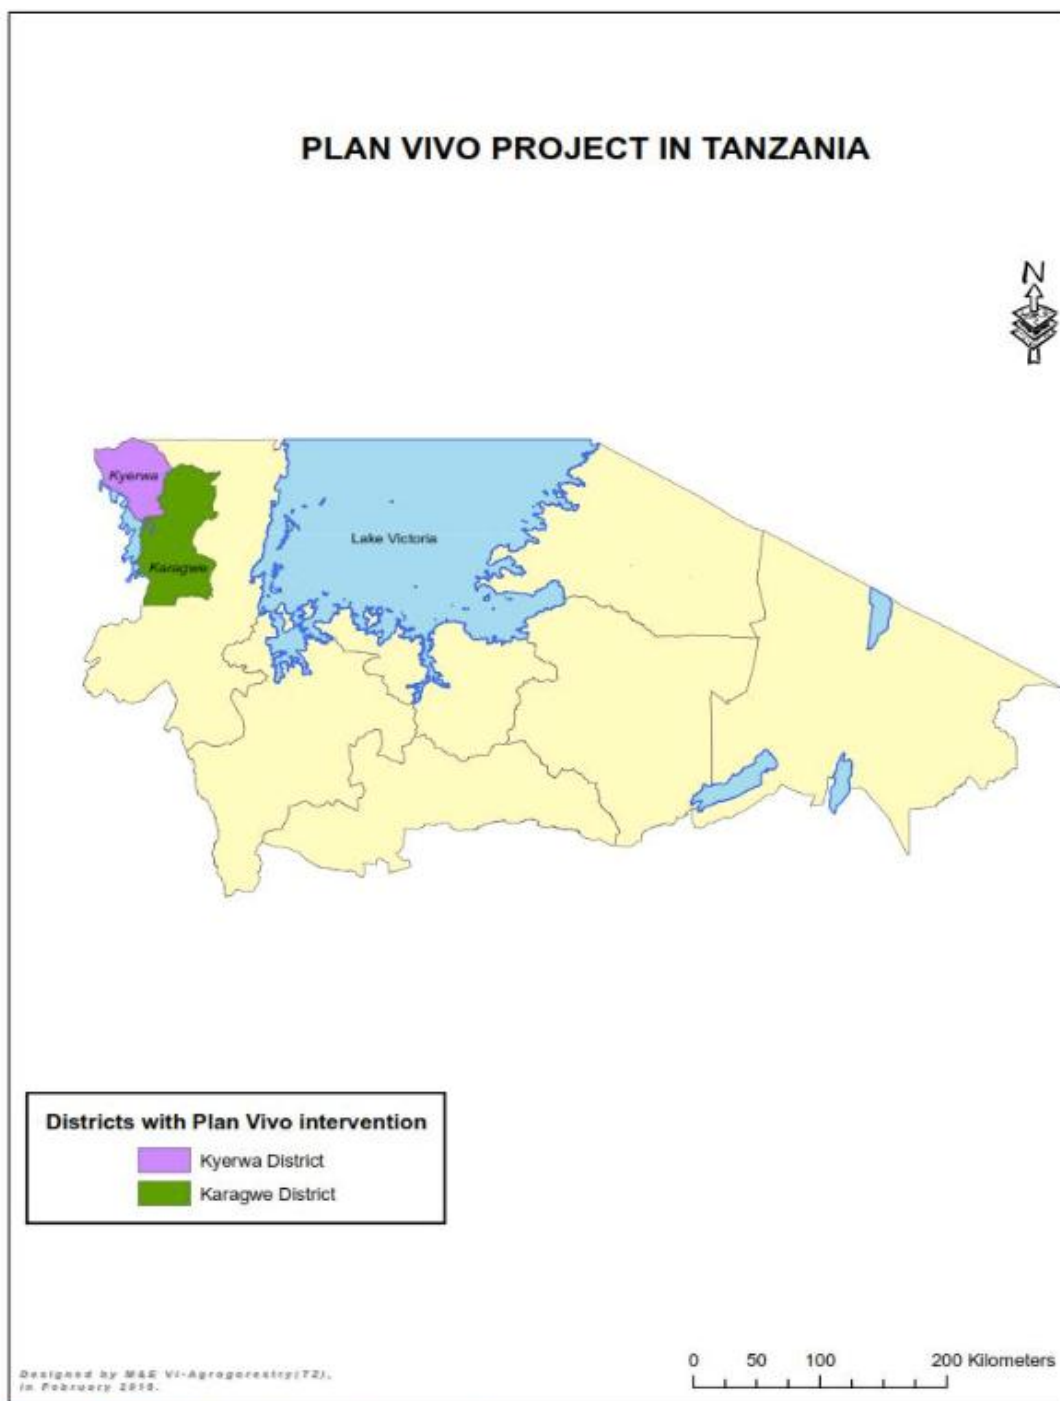 PLAN VIVO PROJECT IN TANZANIA
N
Kyerwa
Lake Victoria
Karagwe
Districts with Plan Vivo intervention
Kyerwa District
Karagwe District
0 50 100 200 Kilometers
Designed by M&E Vi-Agrogorestry(TZ),
in February